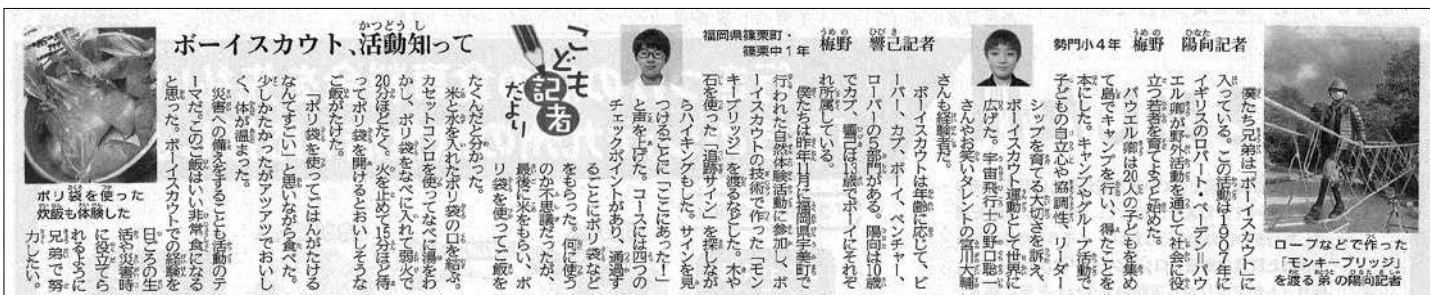 ボーイスカウト、活動知って
かつどうし
こども
記者
だより
福岡県篠栗町・
篠栗中1年 梅野 響己記者
うめの ひびき
勢門小4年 梅野 陽向記者
うめの ひなた
僕たち兄弟は「ボーイスカウト」に
入っている。この活動は1907年に
イギリスのロバート・ベーデン=パウ
エル卿が野外活動を通じて社会に役
立つ若者を育てようと始めた。
パウエル卿は20人の子どもを集め
て島でキャンプを行い、得たことを
本にした。キャンプやグループ活動で
子どもの自立心や協調性、リーダー
シップを育てる大切さを訴え、
ボーイスカウト運動として世界に
広げた。宇宙飛行士の野口聡一
さんやお笑いタレントの宮川大輔
さんも経験者だ。
ボーイスカウトは年齢に応じて、ビ
ーバー、カブ、ボーイ、ベンチャー、
ローバーの5部門がある。陽向は10歳
でカブ、響己は13歳でボーイにそれぞ
れ所属している。
僕たちは昨年11月に福岡県宇美町で
行われた自然体験活動に参加し、ボ
ーイスカウトの技術で作った「モン
キーブリッジ」を渡るなどした。木や
石を使った「追跡サイン」を探しなが
らハイキングもした。サインを見
つけるごとに「ここにあった!」
と声を上げた。コースには四つの
チェックポイントがあり、通過す
るごとにポリ袋など
をもらった。何に使う
のか不思議だったが、
最後に火をもらい、ポ
リ袋を使ってご飯を
たくんだと分かった。
米と水を入れたポリ袋の口を結ぶ。
カセットコンロを使ってなべに湯をわ
かし、ポリ袋をなべに入れて弱火で
20分ほどたく。火を止めて15分ほど待
ってポリ袋を開けるとおいしそうな
ご飯がたけた。
「ポリ袋を使ってごはんがたける
なんてすごい」と思いながら食べた。
少しかたかったがアツアツでおいし
く、体が温まった。
災害への備えをすることも活動のテ
ーマだ。このご飯はいい非常食になる
と思った。ボーイスカウトでの経験を
日ごろの生
活や災害時
に役立てら
れるように
兄弟で努
力したい。
ポリ袋を使った
炊飯も体験した
ロープなどで作った
「モンキーブリッジ」
を渡る弟の陽向記者